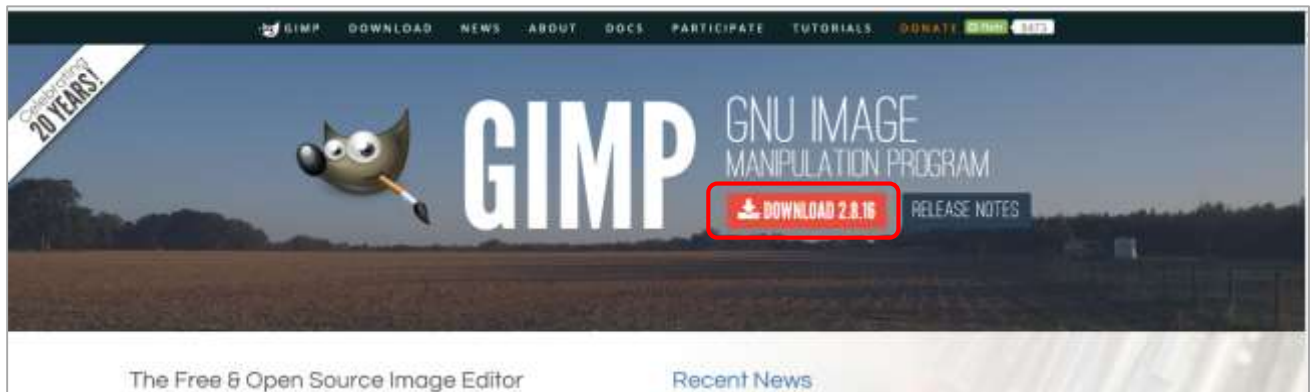 GIMP DOWNLOAD NEWS ABOUT DOCS PARTICIPATE TUTORIALS DONATE
Celebrating
20 YEARS!
GIMP
GNU IMAGE
MANIPULATION PROGRAM
DOWNLOAD 2.8.16
RELEASE NOTES
The Free & Open Source Image Editor
Recent News